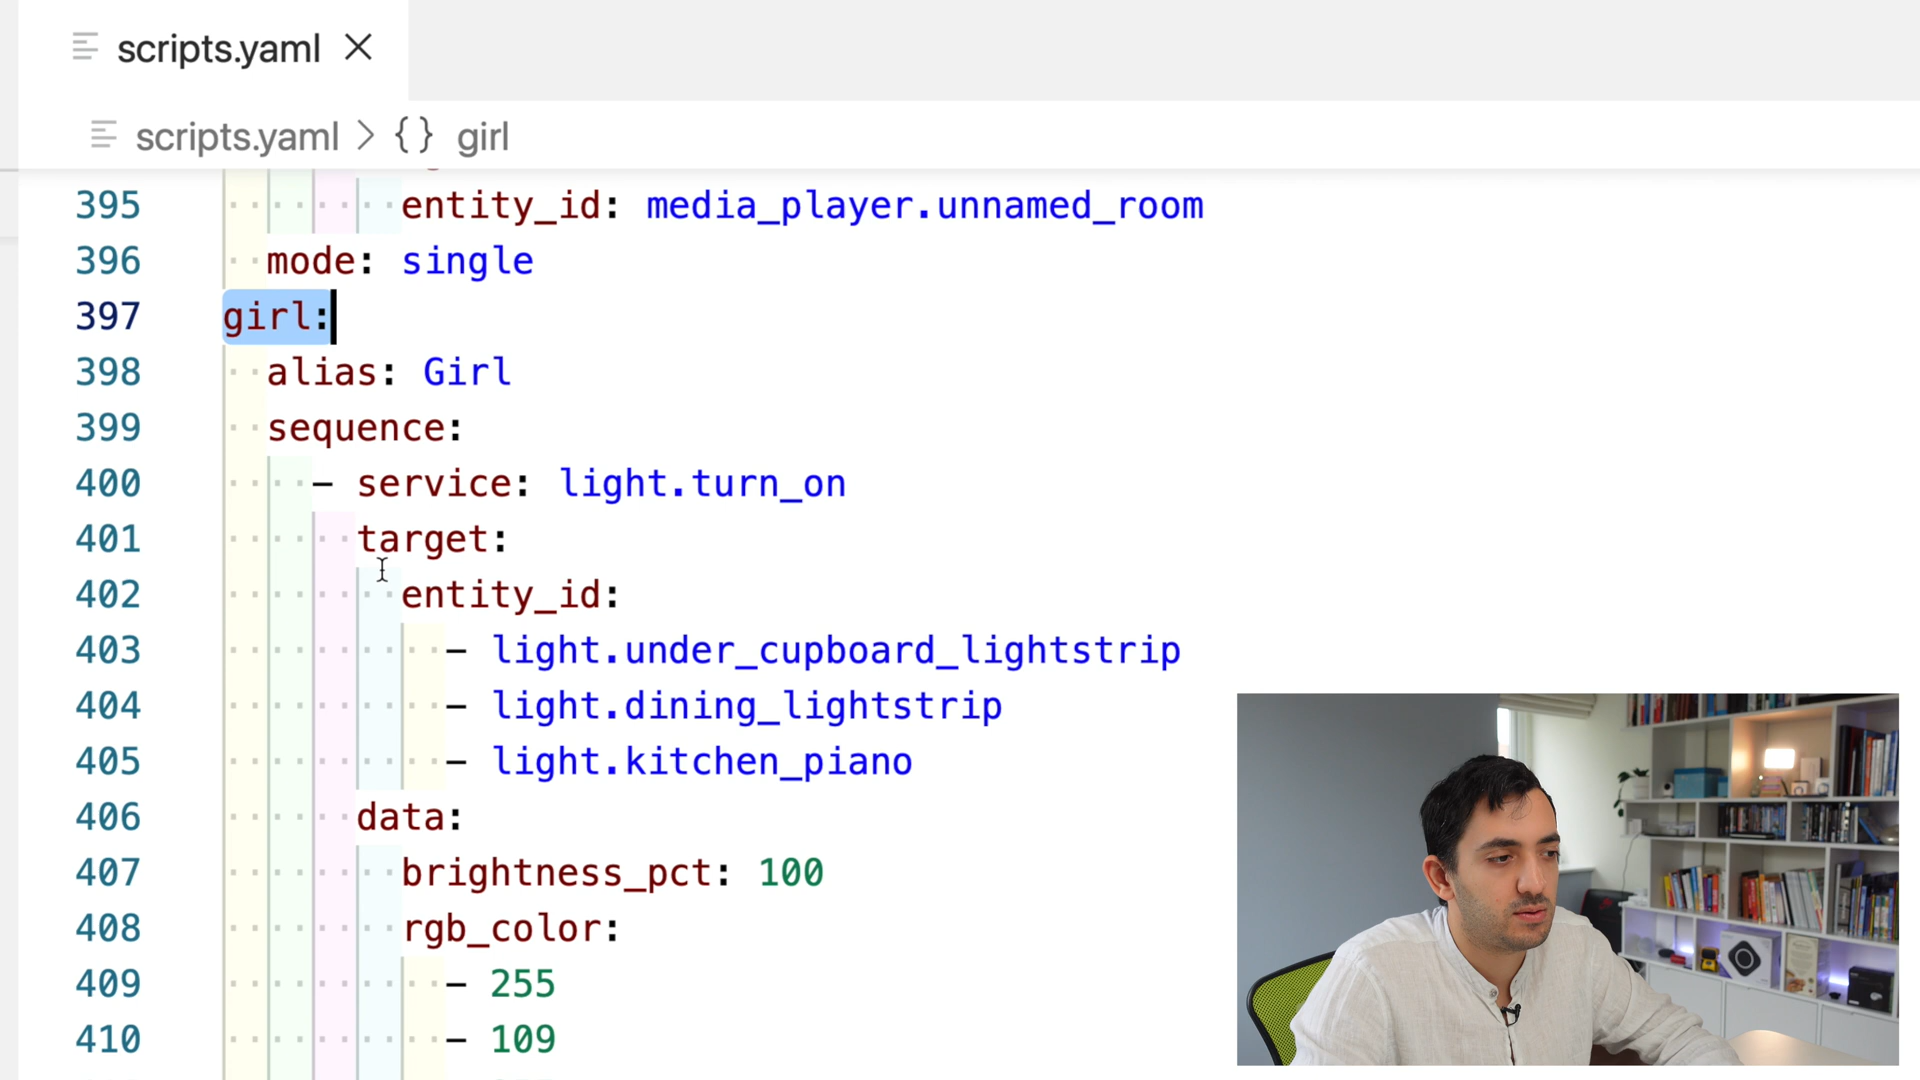 scripts.yaml
scripts.yaml > {} girl
395 entity_id: media_player.unnamed_room
396 mode: single
397 girl:
398 alias: Girl
399 sequence:
400 - service: light.turn_on
401 target:
402 entity_id:
403 - light.under_cupboard_lightstrip
404 - light.dining_lightstrip
405 - light.kitchen_piano
406 data:
407 brightness_pct: 100
408 rgb_color:
409 - 255
410 - 109